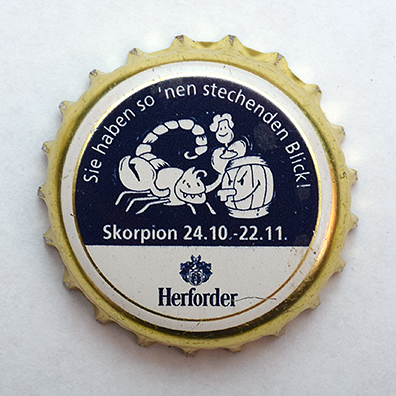 Sie haben so 'nen stechenden Blick!
Skorpion 24.10.-22.11.
Herforder